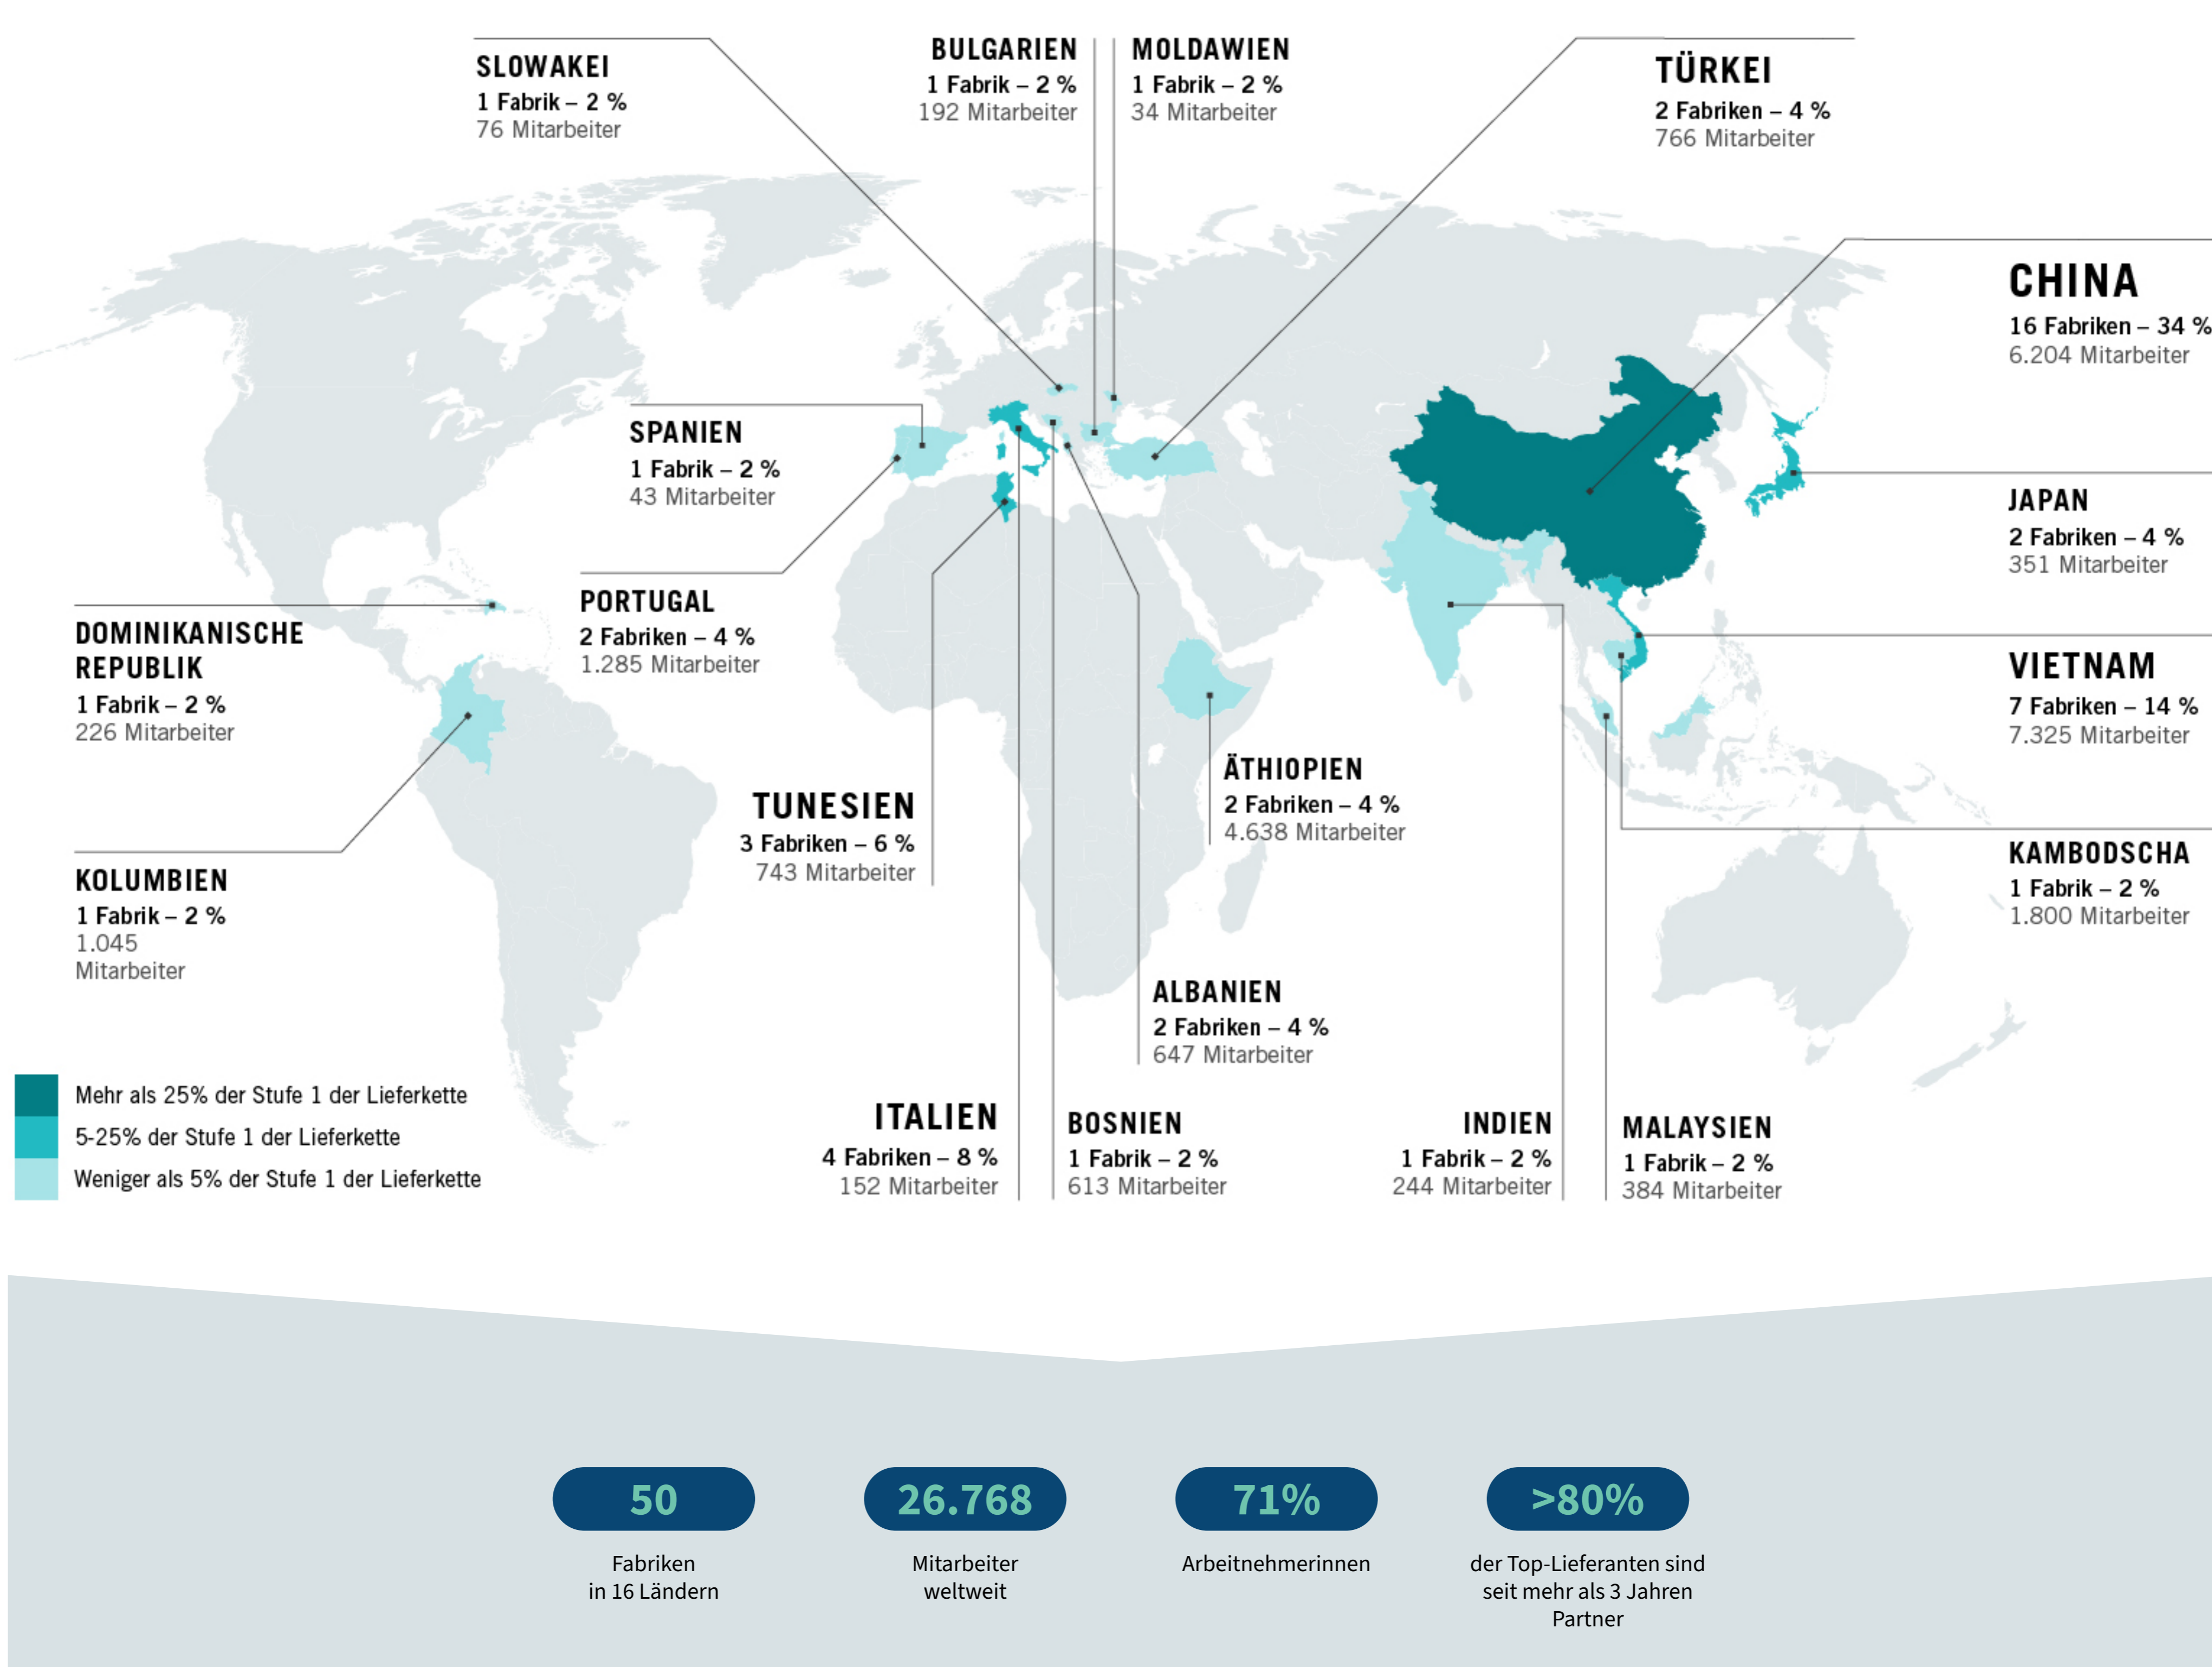 SLOWAKEI
1 Fabrik – 2 %
76 Mitarbeiter
BULGARIEN
1 Fabrik – 2 %
192 Mitarbeiter
MOLDAWIEN
1 Fabrik – 2 %
34 Mitarbeiter
TÜRKEI
2 Fabriken – 4 %
766 Mitarbeiter
CHINA
16 Fabriken – 34 %
6.204 Mitarbeiter
SPANIEN
1 Fabrik – 2 %
43 Mitarbeiter
JAPAN
2 Fabriken – 4 %
351 Mitarbeiter
PORTUGAL
2 Fabriken – 4 %
1.285 Mitarbeiter
DOMINIKANISCHE
REPUBLIK
1 Fabrik – 2 %
226 Mitarbeiter
VIETNAM
7 Fabriken – 14 %
7.325 Mitarbeiter
ÄTHIOPIEN
2 Fabriken – 4 %
4.638 Mitarbeiter
TUNESIEN
3 Fabriken – 6 %
743 Mitarbeiter
KAMBODSCHA
1 Fabrik – 2 %
1.800 Mitarbeiter
KOLUMBIEN
1 Fabrik – 2 %
1.045
Mitarbeiter
ALBANIEN
2 Fabriken – 4 %
647 Mitarbeiter
Mehr als 25% der Stufe 1 der Lieferkette
5-25% der Stufe 1 der Lieferkette
Weniger als 5% der Stufe 1 der Lieferkette
ITALIEN
4 Fabriken – 8 %
152 Mitarbeiter
BOSNIEN
1 Fabrik – 2 %
613 Mitarbeiter
INDIEN
1 Fabrik – 2 %
244 Mitarbeiter
MALAYSIEN
1 Fabrik – 2 %
384 Mitarbeiter
50
Fabriken
in 16 Ländern
26.768
Mitarbeiter
weltweit
71%
Arbeitnehmerinnen
>80%
der Top-Lieferanten sind
seit mehr als 3 Jahren
Partner